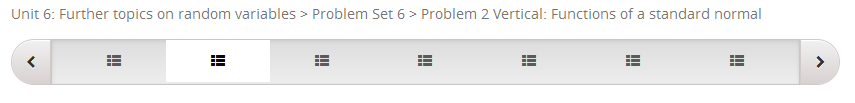 Unit 6: Further topics on random variables > Problem Set 6 > Problem 2 Vertical: Functions of a standard normal